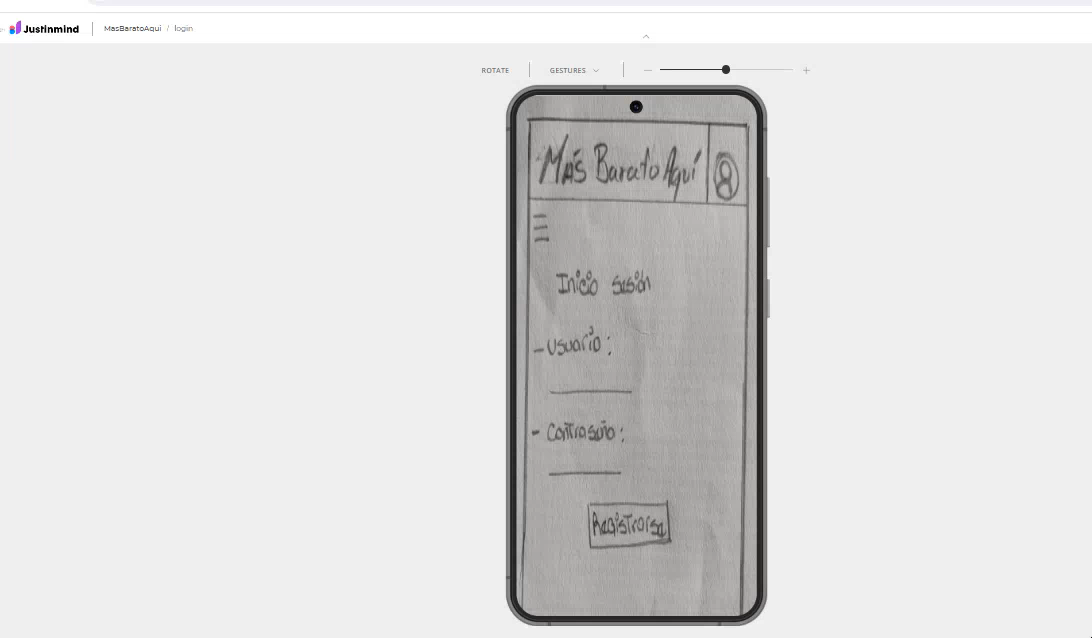 Justinmind
MasBaratoAqui / login
ROTATE
GESTURES
Más Barato Aquí
Inicio sesión
- Usuario:
- Contraseña:
Registrarse